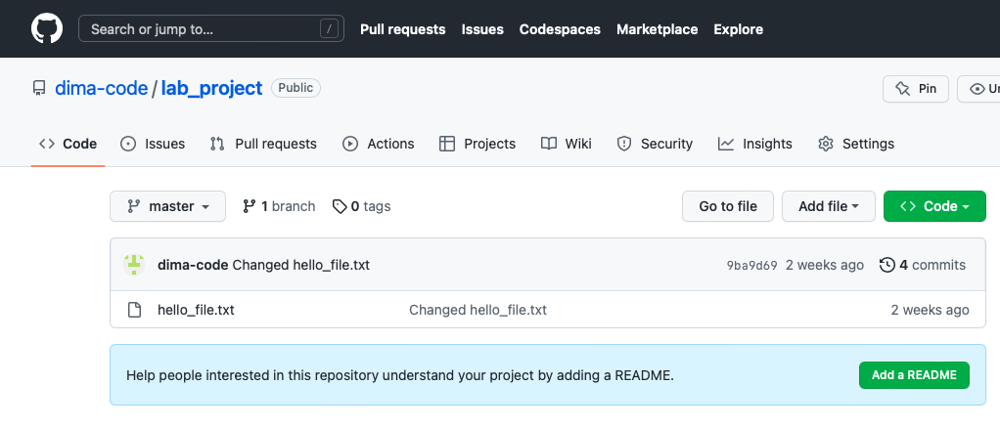 Search or jump to... / Pull requests Issues Codespaces Marketplace Explore
dima-code / lab_project Public Pin
Code Issues Pull requests Actions Projects Wiki Security Insights Settings
master 1 branch 0 tags Go to file Add file Code
dima-code Changed hello_file.txt 9ba9d69 2 weeks ago 4 commits
hello_file.txt Changed hello_file.txt 2 weeks ago
Help people interested in this repository understand your project by adding a README. Add a README